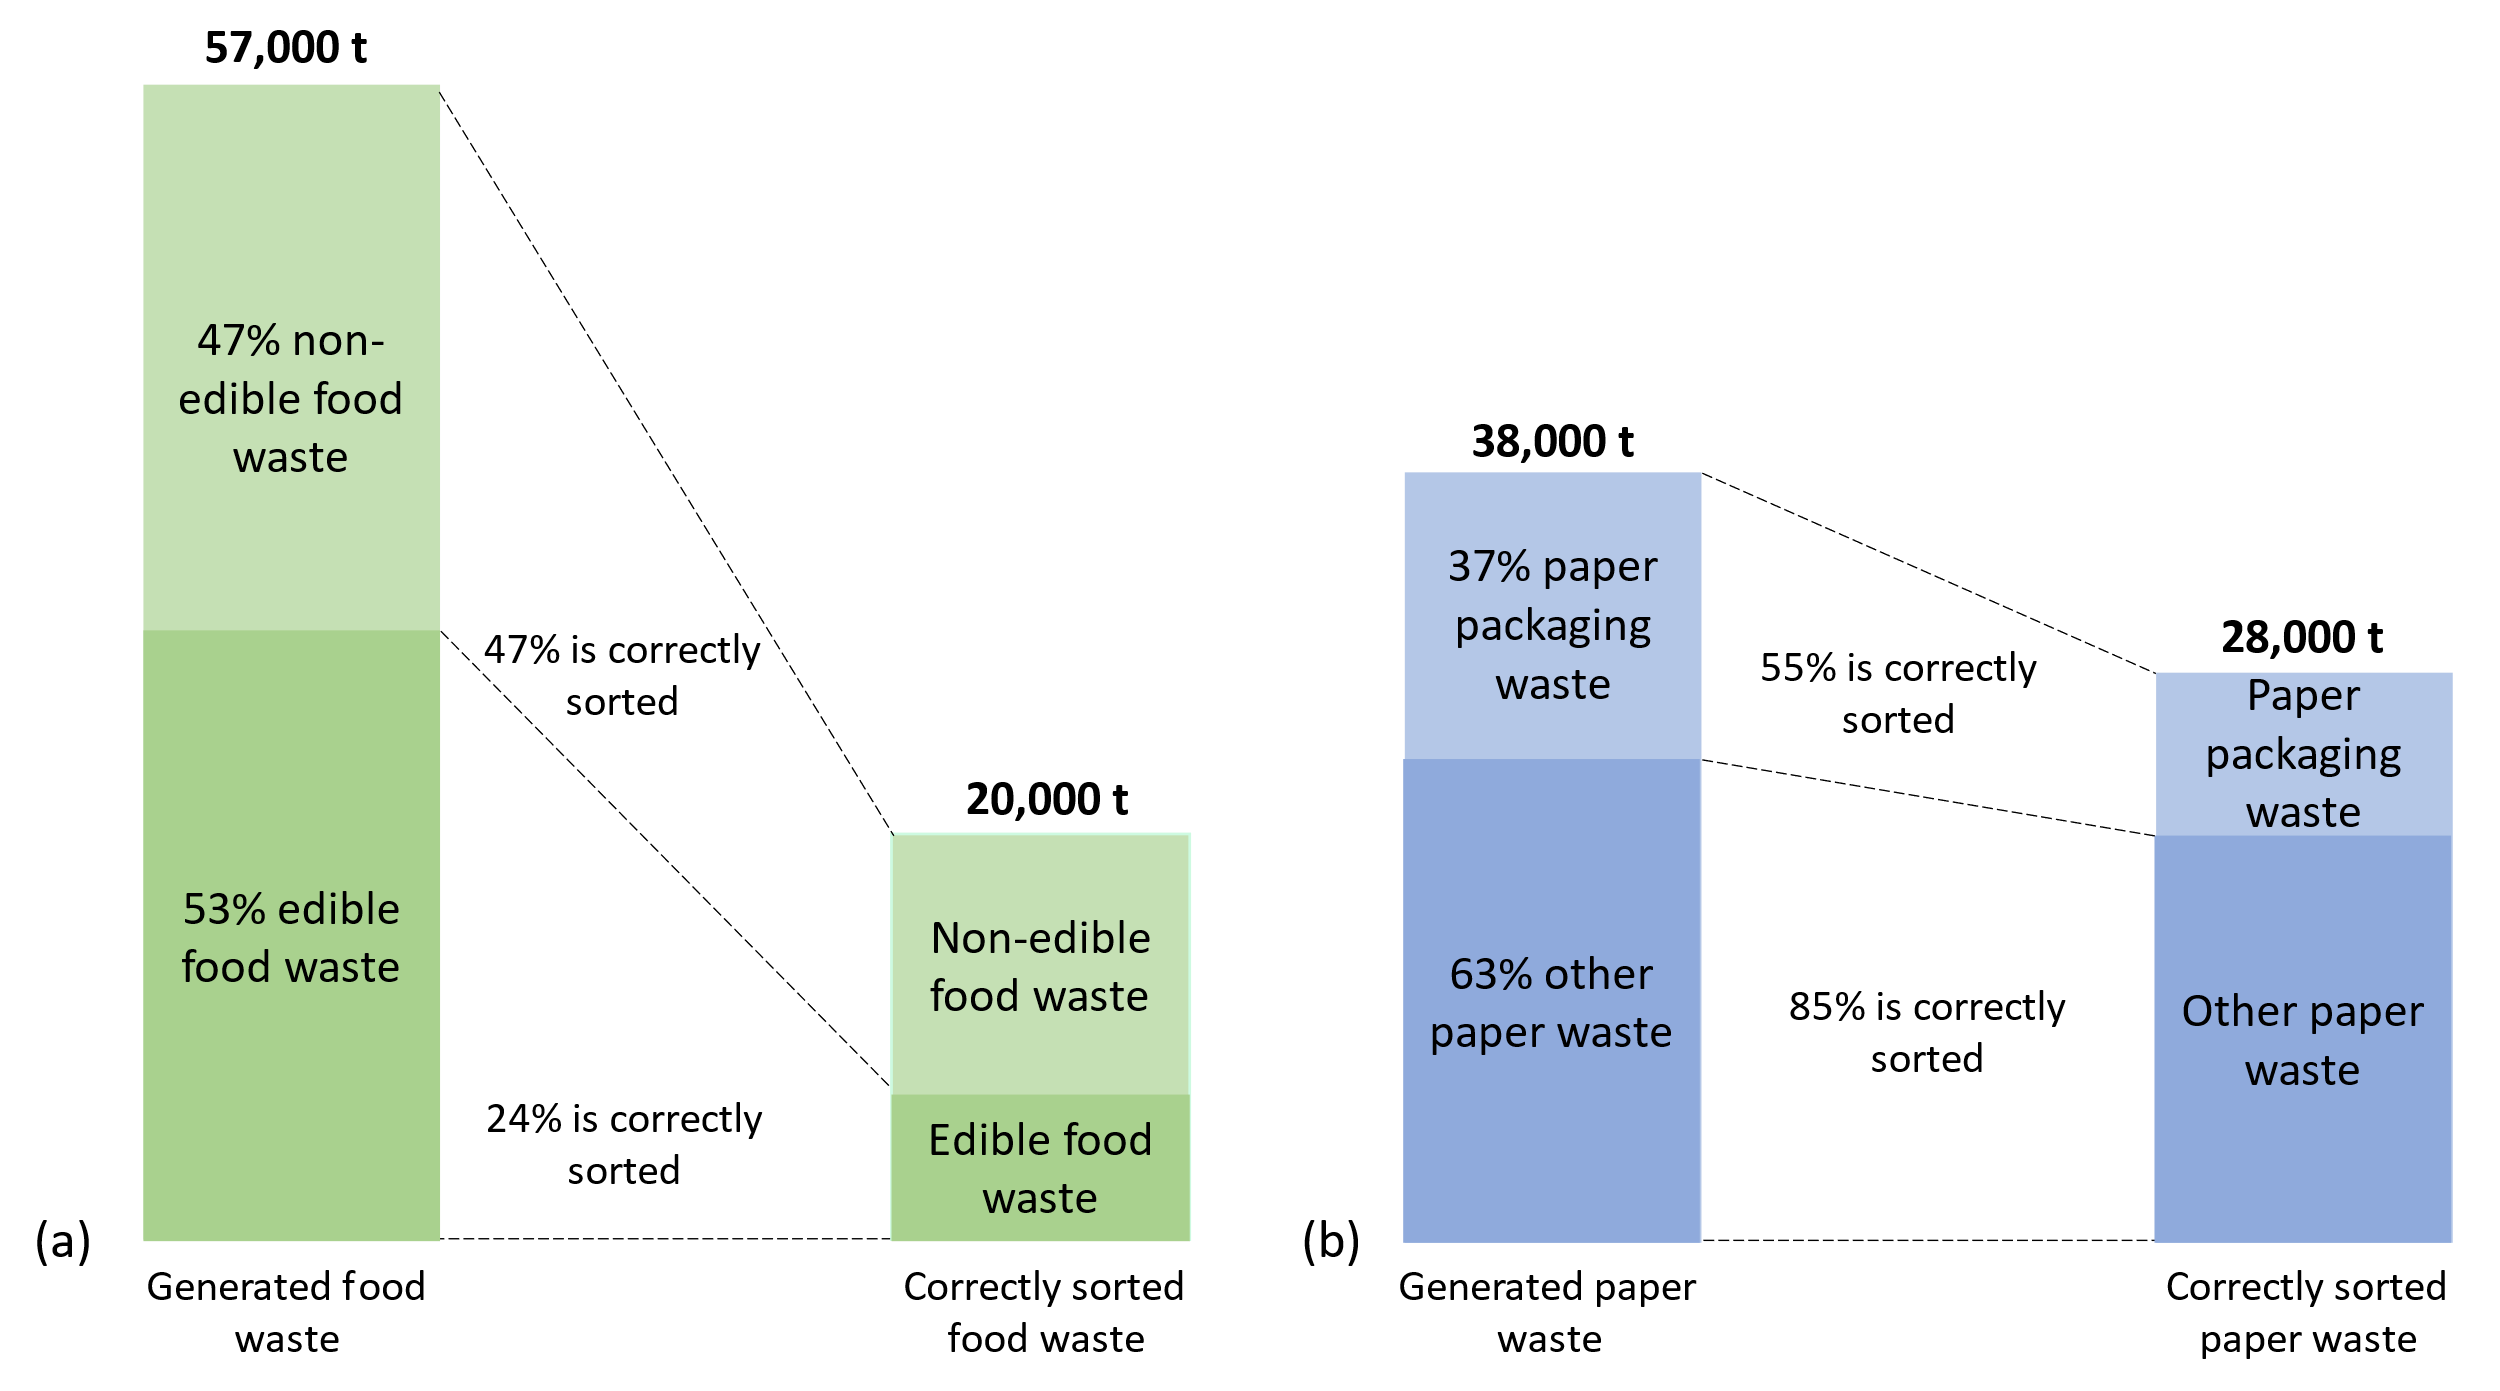 57,000 t
47% non-
edible food
waste
53% edible
food waste
47% is correctly
sorted
24% is correctly
sorted
20,000 t
Non-edible
food waste
Edible food
waste
(a)
Generated food
waste
Correctly sorted
food waste
38,000 t
37% paper
packaging
waste
63% other
paper waste
55% is correctly
sorted
85% is correctly
sorted
28,000 t
Paper
packaging
waste
Other paper
waste
(b)
Generated paper
waste
Correctly sorted
paper waste